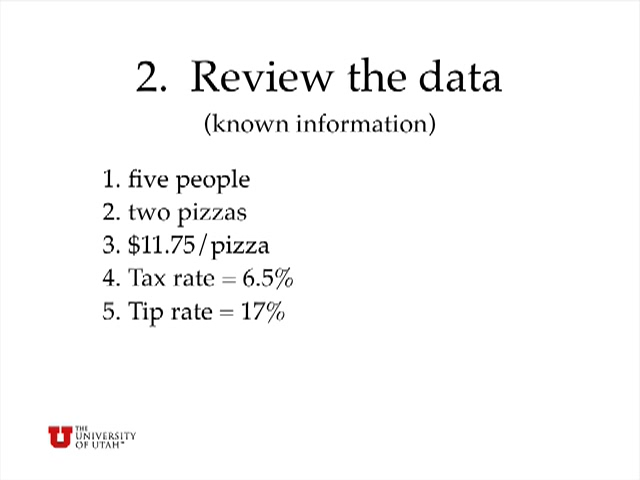 2. Review the data
(known information)
1. five people
2. two pizzas
3. $11.75/pizza
4. Tax rate = 6.5%
5. Tip rate = 17%
U THE
UNIVERSITY
OF UTAH™